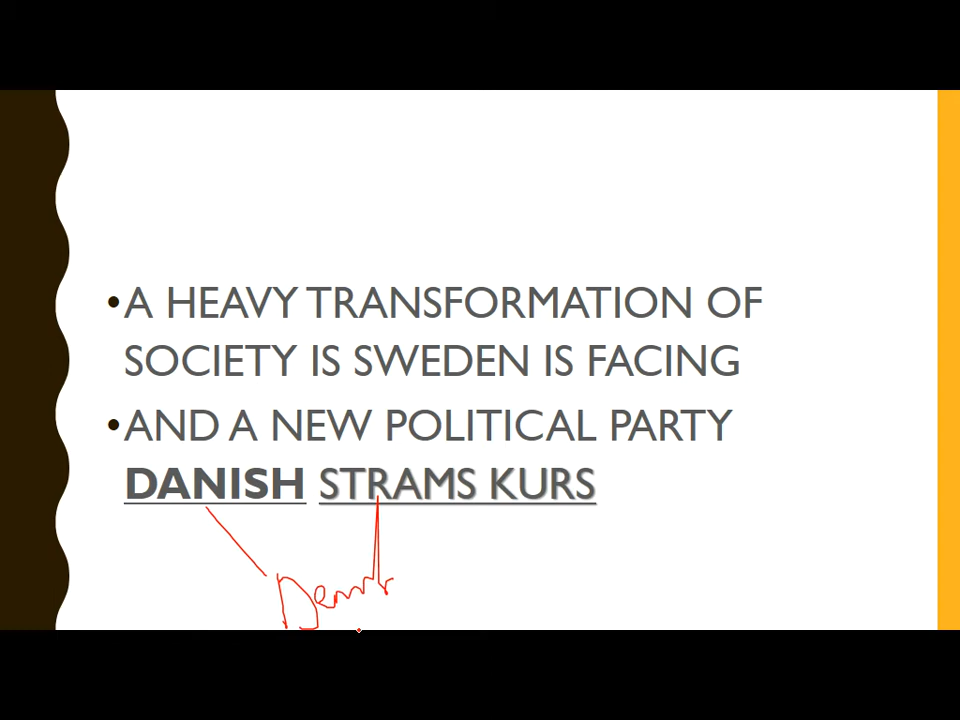 •A HEAVY TRANSFORMATION OF
SOCIETY IS SWEDEN IS FACING
•AND A NEW POLITICAL PARTY
DANISH STRAMS KURS